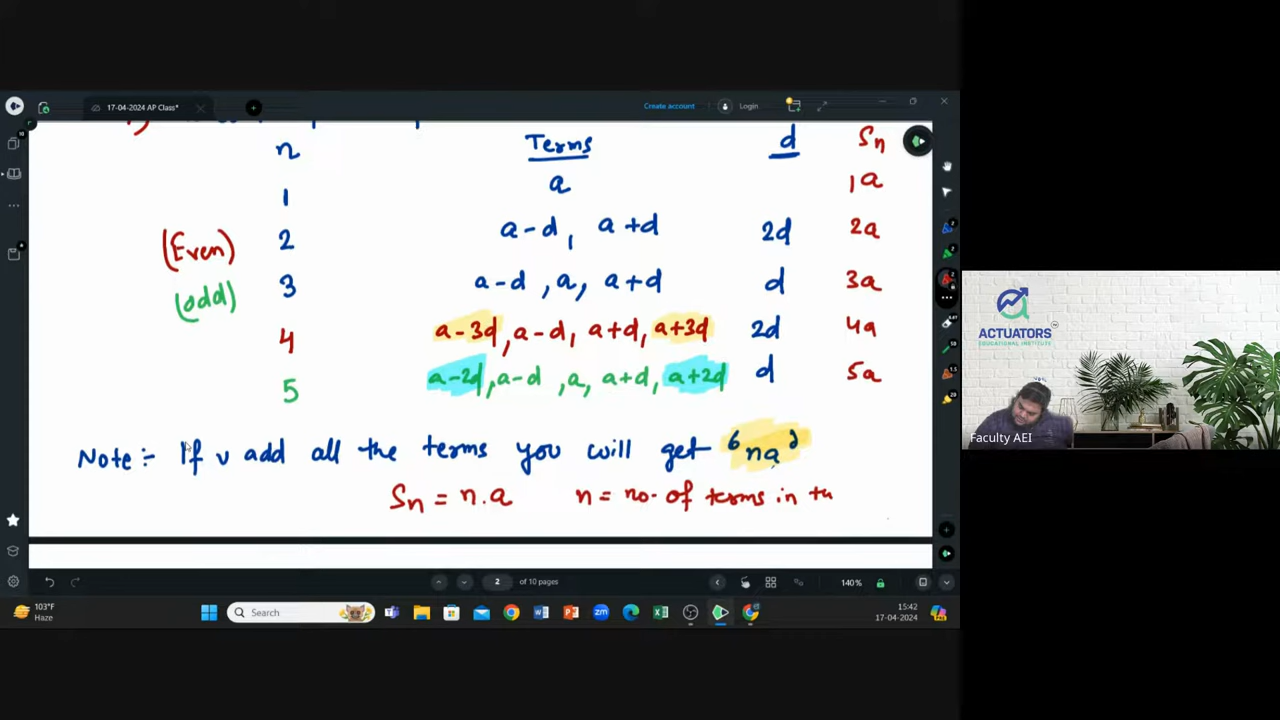 17-04-2024 AP Class*
Create account
Login
n Terms d Sn
1 a 1a
(Even) 2 a-d, a+d 2d 2a
(odd) 3 a-d, a, a+d d 3a
4 a-3d, a-d, a+d, a+3d 2d 4a
5 a-2d, a-d, a, a+d, a+2d d 5a
Note:- If v add all the terms you will get "na"
Sn = n.a n = no. of terms in th
ACTUATORS
EDUCATIONAL INSTITUTE
Faculty AEI
2 of 10 pages
140%
103°F
Haze
Search
15:42
17-04-2024